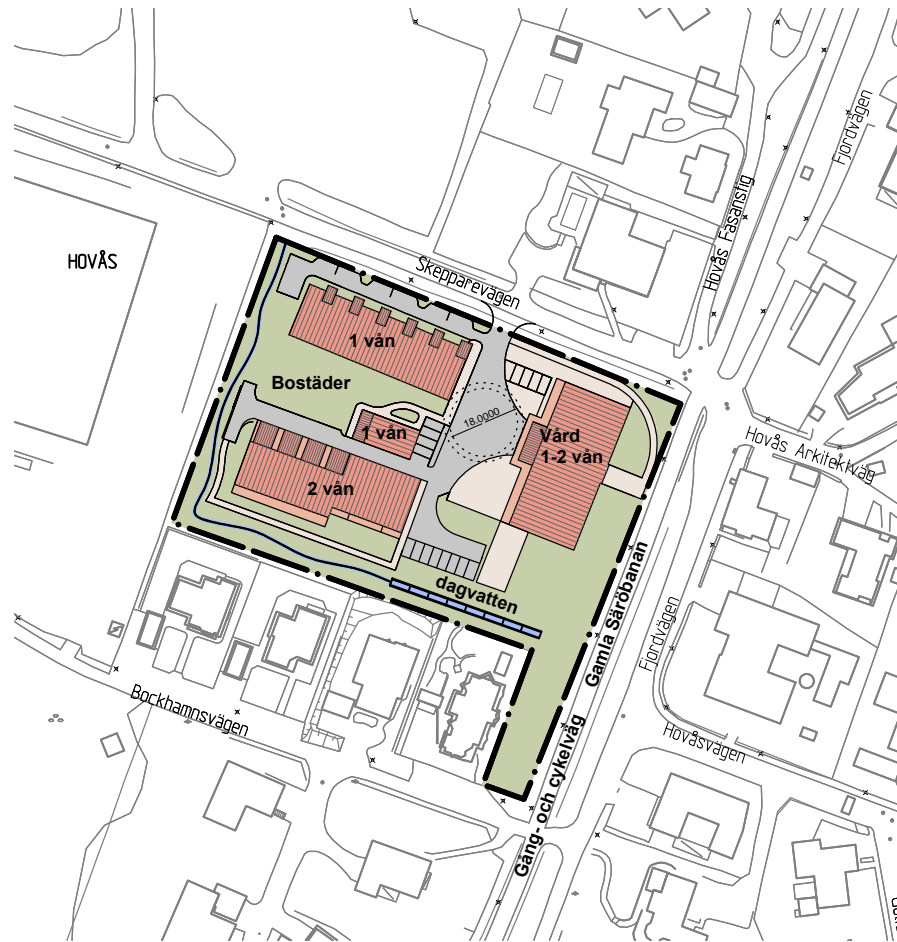 Fjordvägen
Hovås Fasanstig
HOVÅS
Skepparevägen
1 vån
Bostäder
18.0000
1 vån
Vård
1-2 vån
Hovås Arkitektväg
2 vån
dagvatten
Gamla Säröbanan
Fjordvägen
Bockhamnsvägen
Hovåsvägen
Gång- och cykelväg